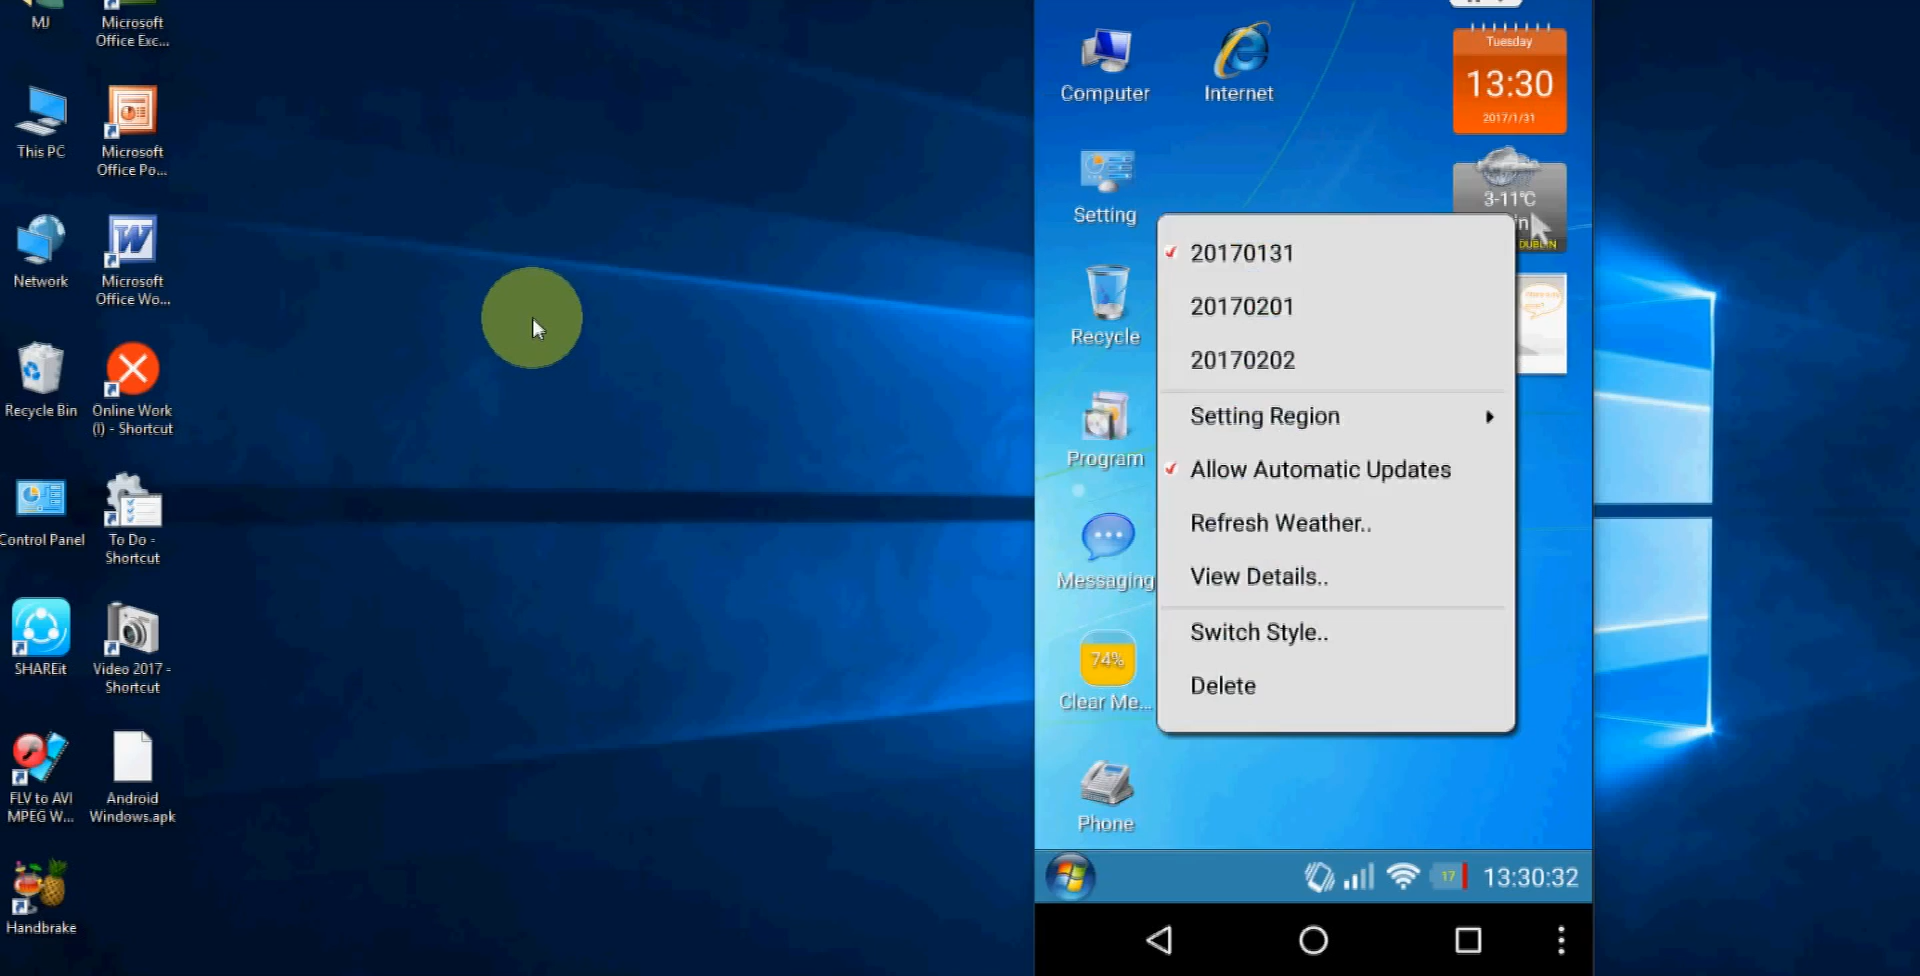 MJ
Microsoft
Office Exc...
This PC
Microsoft
Office Po...
Network
Microsoft
Office Wo...
Recycle Bin
Online Work
(I) - Shortcut
Control Panel
To Do -
Shortcut
SHAREit
Video 2017 -
Shortcut
FLV to AVI
MPEG W...
Android
Windows.apk
Handbrake
Computer
Internet
Setting
Recycle
Program
Messaging
74%
Clear Me...
Phone
Tuesday
13:30
2017/1/31
3-11℃
DUBLIN
20170131
20170201
20170202
Setting Region
Allow Automatic Updates
Refresh Weather..
View Details..
Switch Style..
Delete
17
13:30:32